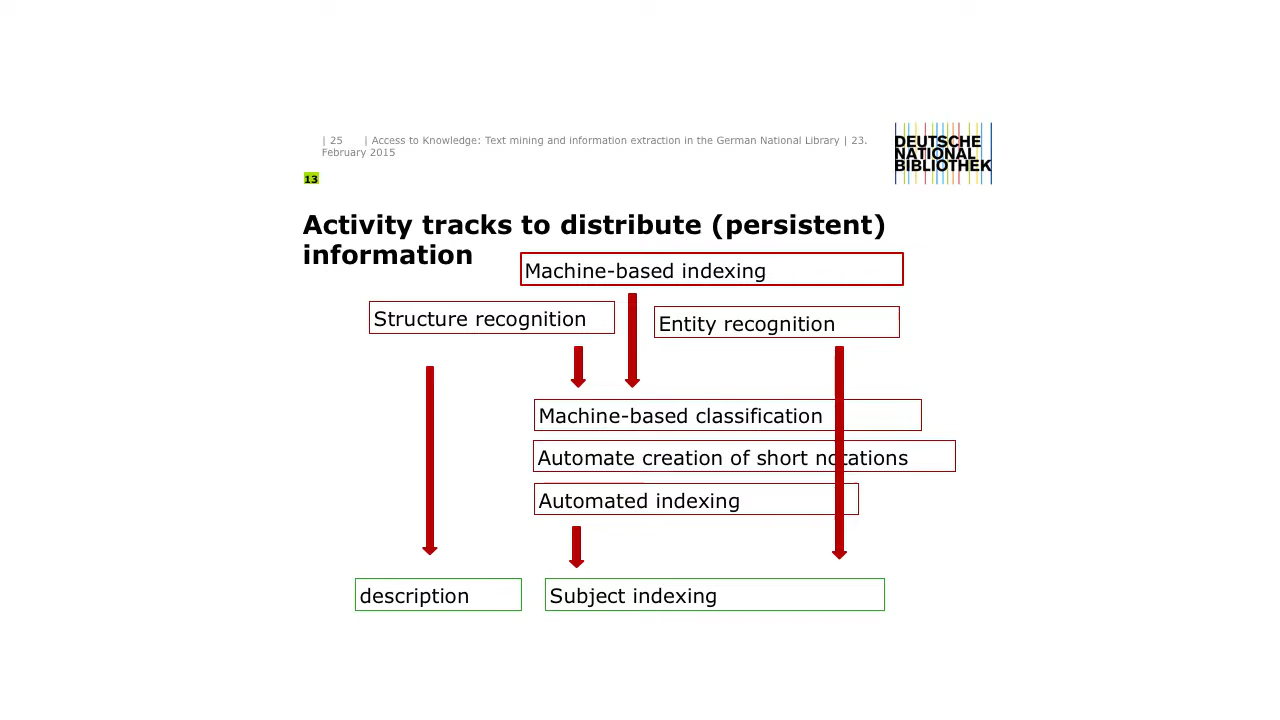 | 25 | Access to Knowledge: Text mining and information extraction in the German National Library | 23.
February 2015
DEUTSCHE
NATIONAL
BIBLIOTHEK
13
Activity tracks to distribute (persistent)
information
Machine-based indexing
Structure recognition
Entity recognition
Machine-based classification
Automate creation of short notations
Automated indexing
description
Subject indexing